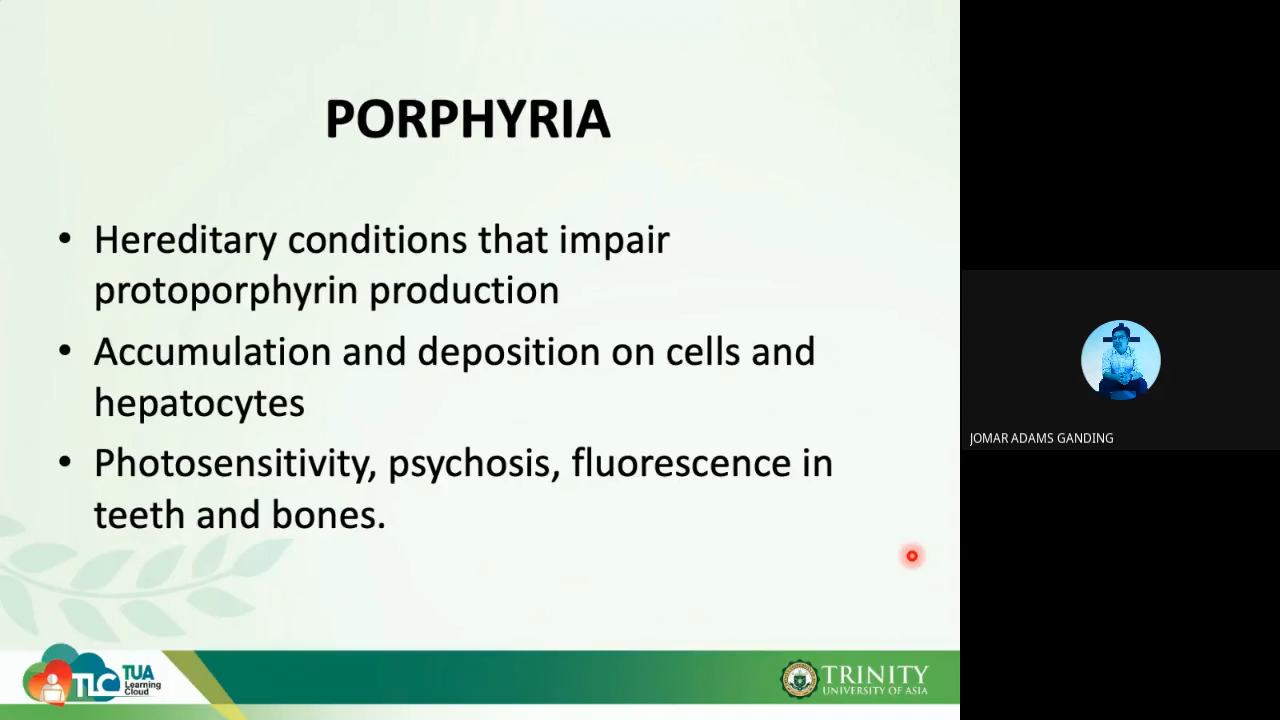 PORPHYRIA
• Hereditary conditions that impair
protoporphyrin production
• Accumulation and deposition on cells and
hepatocytes
• Photosensitivity, psychosis, fluorescence in
teeth and bones.
JOMAR ADAMS GANDING
TLC
TUA
Learning
Cloud
TRINITY
UNIVERSITY OF ASIA